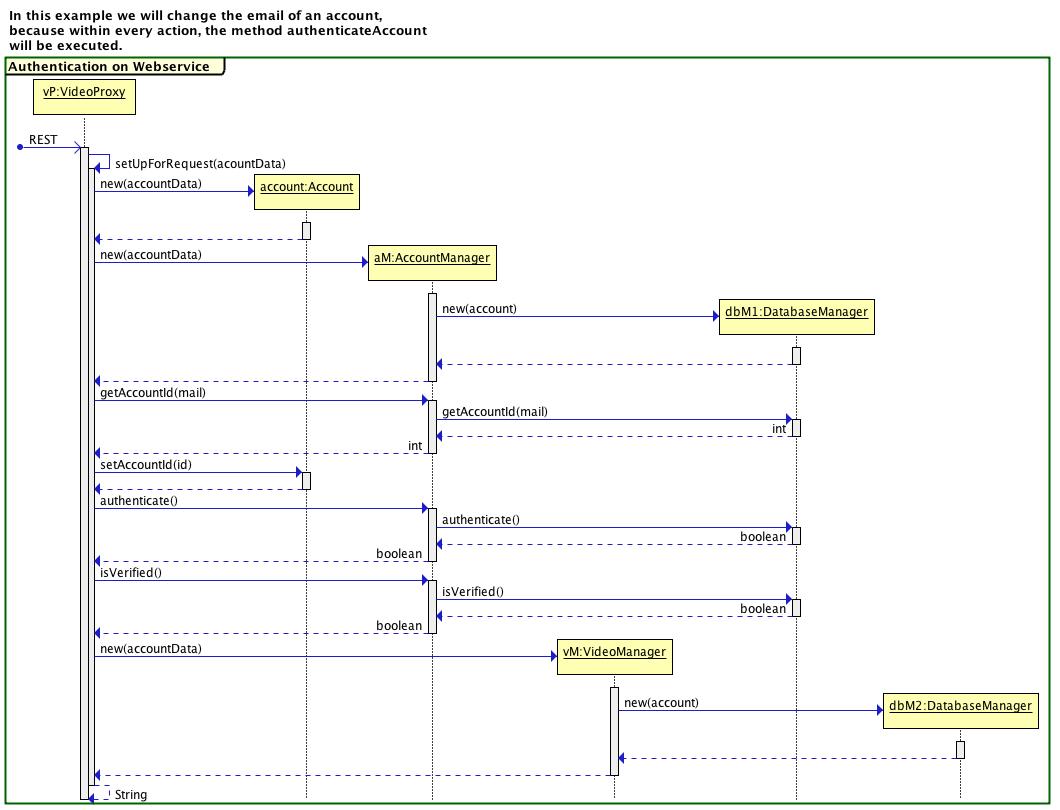 In this example we will change the email of an account,
because within every action, the method authenticateAccount
will be executed.
Authentication on Webservice
vP:VideoProxy
REST
setUpForRequest(acountData)
new(accountData)
account:Account
new(accountData)
aM:AccountManager
new(account)
dbM1:DatabaseManager
getAccountId(mail)
getAccountId(mail)
int
int
setAccountId(id)
authenticate()
authenticate()
boolean
boolean
isVerified()
isVerified()
boolean
boolean
new(accountData)
vM:VideoManager
new(account)
dbM2:DatabaseManager
String